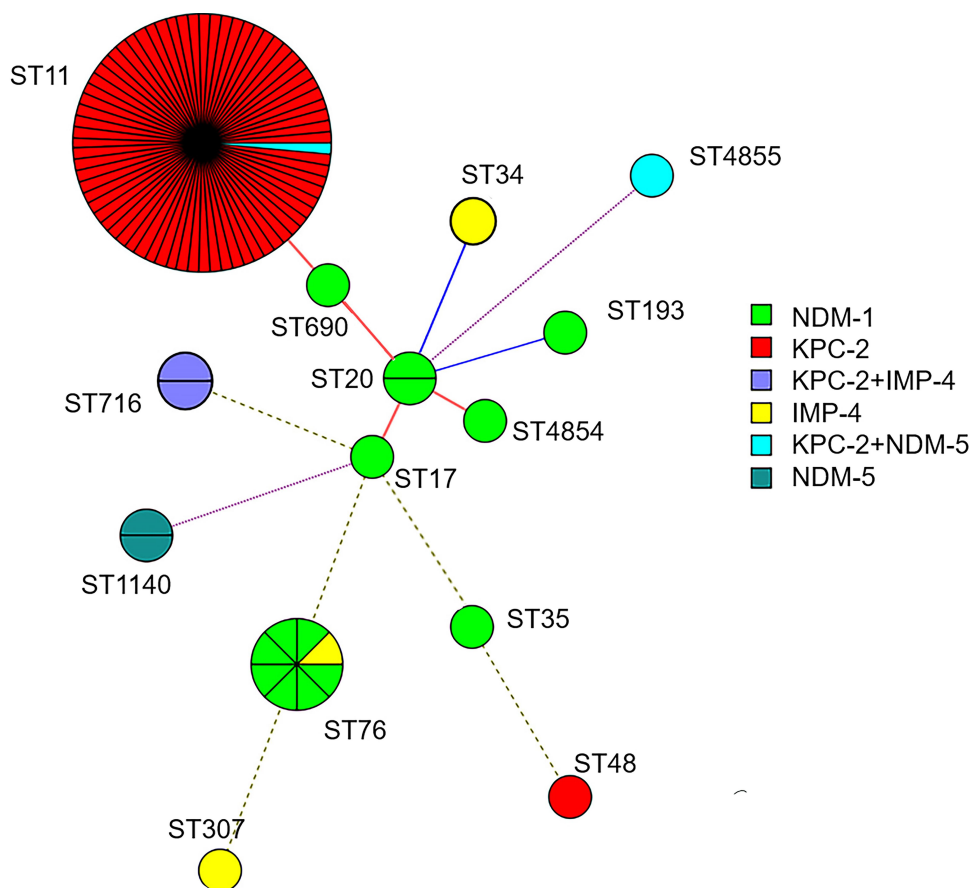 ST11
ST34
ST4855
ST690
ST193
ST20
ST716
ST4854
ST17
ST1140
ST35
ST76
ST48
ST307
NDM-1
KPC-2
KPC-2+IMP-4
IMP-4
KPC-2+NDM-5
NDM-5